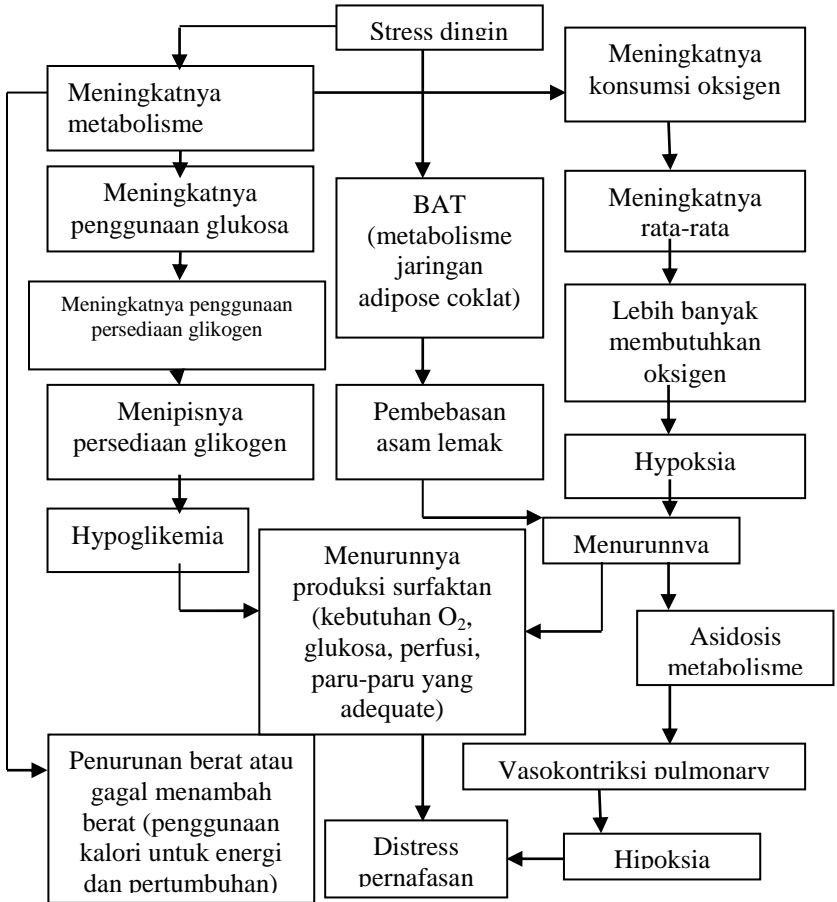 Stress dingin
Meningkatnya
metabolisme
Meningkatnya
konsumsi oksigen
Meningkatnya
penggunaan glukosa
BAT
(metabolisme
jaringan
adipose coklat)
Meningkatnya
rata-rata
Meningkatnya penggunaan
persediaan glikogen
Lebih banyak
membutuhkan
oksigen
Menipisnya
persediaan glikogen
Pembebasan
asam lemak
Hypoksia
Hypoglikemia
Menurunnya
produksi surfaktan
(kebutuhan O₂,
glukosa, perfusi,
paru-paru yang
adequate)
Menurunnya
Asidosis
metabolisme
Penurunan berat atau
gagal menambah
berat (penggunaan
kalori untuk energi
dan pertumbuhan)
Vasokontriksi pulmonary
Distress
pernafasan
Hipoksia